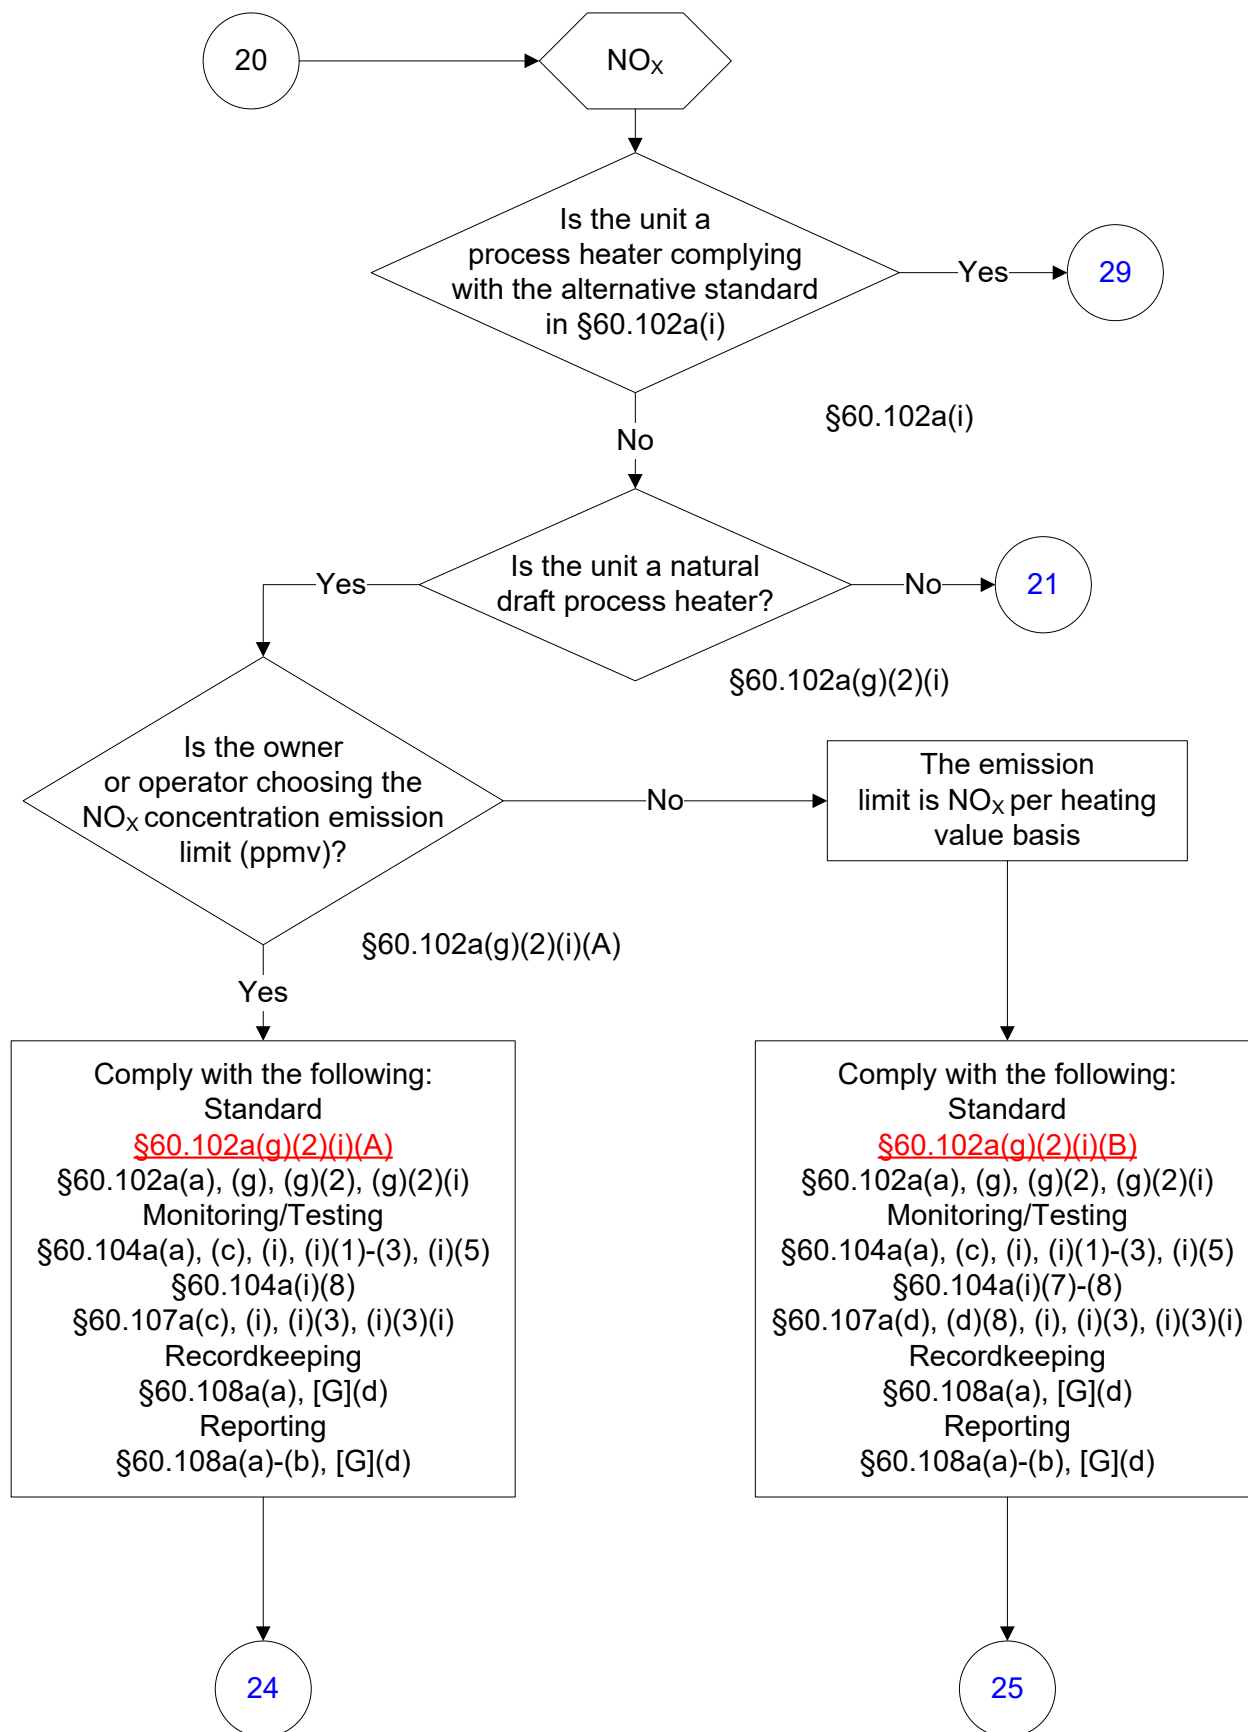 20
NOX
Is the unit a
process heater complying
with the alternative standard
in §60.102a(i)
Yes
29
§60.102a(i)
No
Is the unit a natural
draft process heater?
Yes
No
21
§60.102a(g)(2)(i)
Is the owner
or operator choosing the
NOX concentration emission
limit (ppmv)?
No
The emission
limit is NOX per heating
value basis
§60.102a(g)(2)(i)(A)
Yes
Comply with the following:
Standard
§60.102a(g)(2)(i)(A)
§60.102a(a), (g), (g)(2), (g)(2)(i)
Monitoring/Testing
§60.104a(a), (c), (i), (i)(1)-(3), (i)(5)
§60.104a(i)(8)
§60.107a(c), (i), (i)(3), (i)(3)(i)
Recordkeeping
§60.108a(a), [G](d)
Reporting
§60.108a(a)-(b), [G](d)
Comply with the following:
Standard
§60.102a(g)(2)(i)(B)
§60.102a(a), (g), (g)(2), (g)(2)(i)
Monitoring/Testing
§60.104a(a), (c), (i), (i)(1)-(3), (i)(5)
§60.104a(i)(7)-(8)
§60.107a(d), (d)(8), (i), (i)(3), (i)(3)(i)
Recordkeeping
§60.108a(a), [G](d)
Reporting
§60.108a(a)-(b), [G](d)
24
25